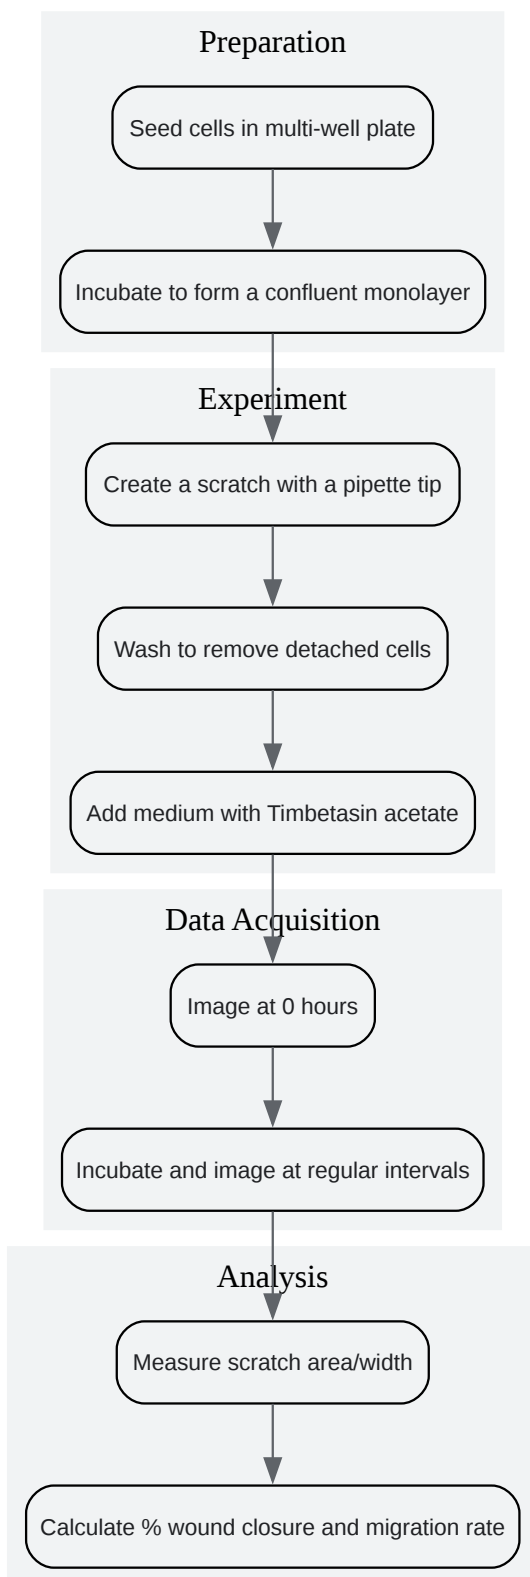 Preparation
Seed cells in multi-well plate
Incubate to form a confluent monolayer
Experiment
Create a scratch with a pipette tip
Wash to remove detached cells
Add medium with Timbetasin acetate
Data Acquisition
Image at 0 hours
Incubate and image at regular intervals
Analysis
Measure scratch area/width
Calculate % wound closure and migration rate